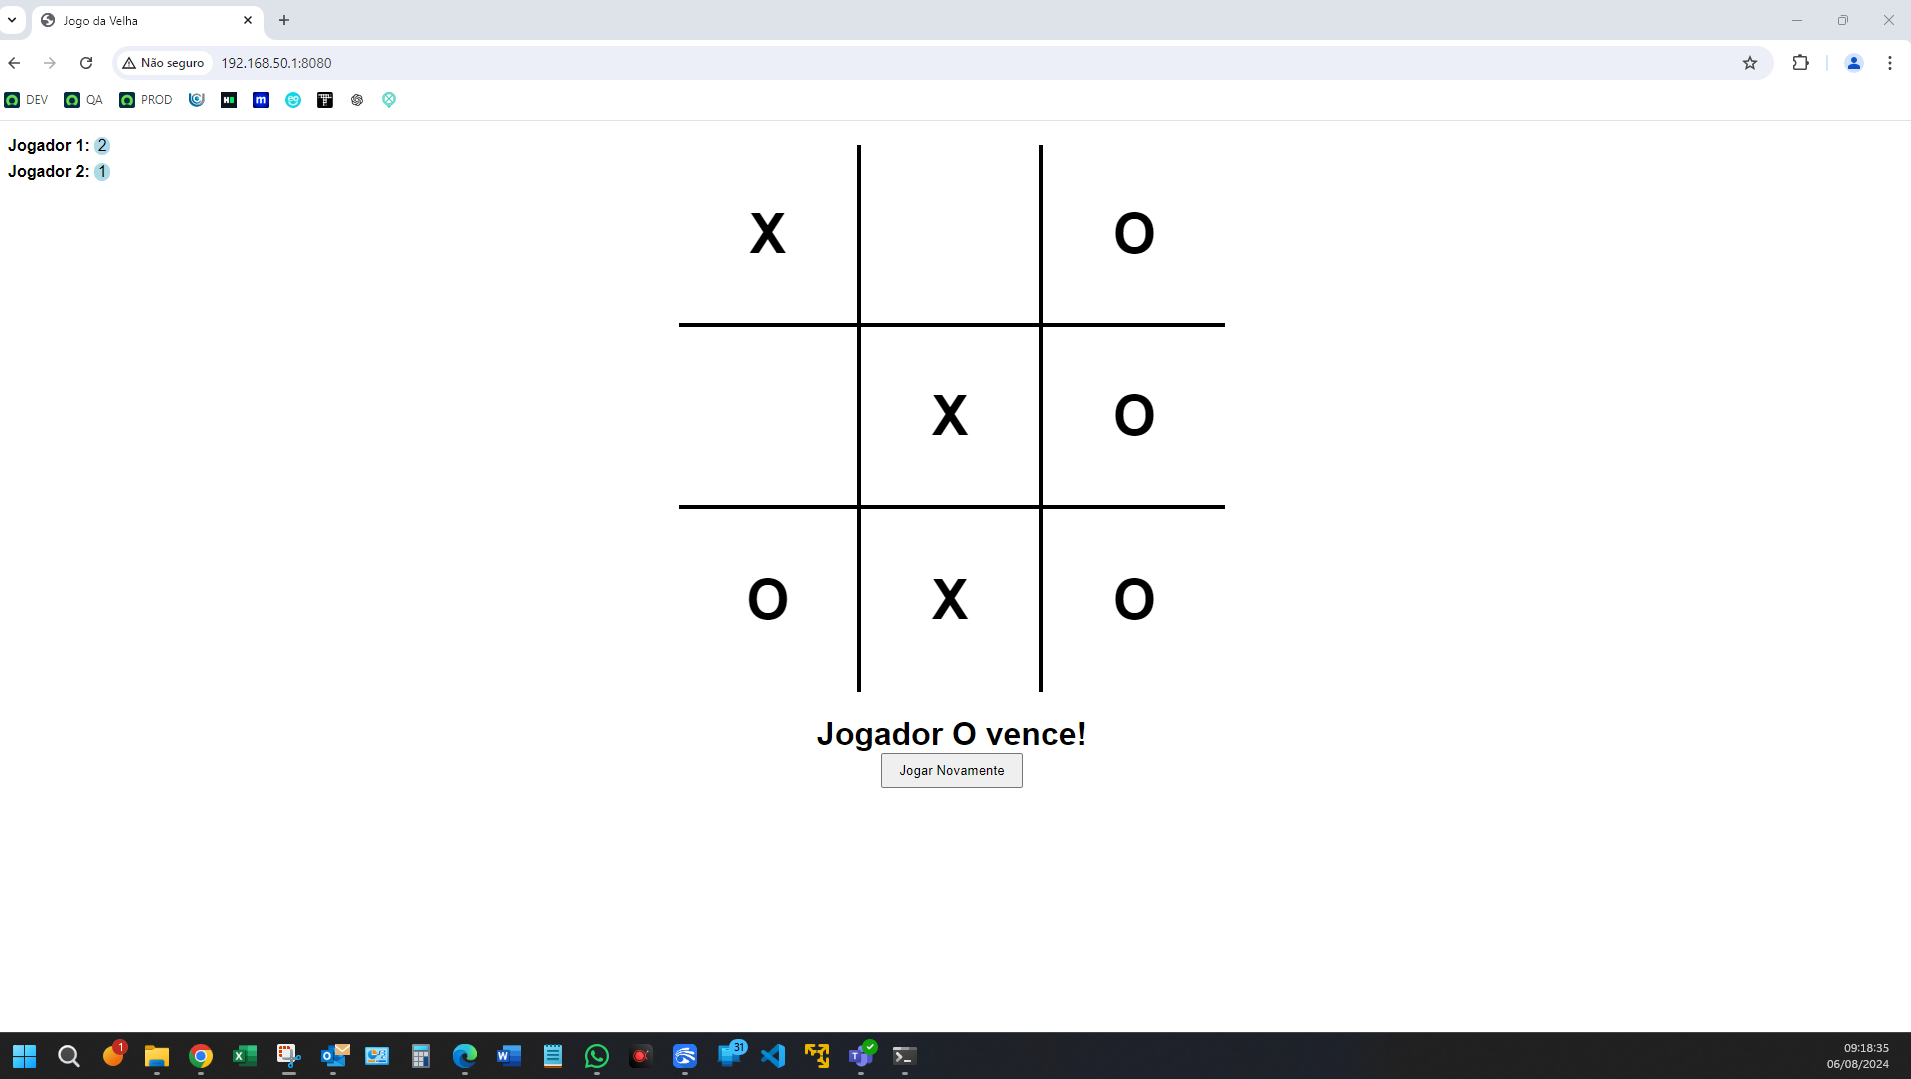 Jogo da Velha
Não seguro 192.168.50.1:8080
DEV QA PROD
Jogador 1: 2
Jogador 2: 1
X O
X O
O X O
Jogador O vence!
Jogar Novamente
1 31
09:18:35
06/08/2024